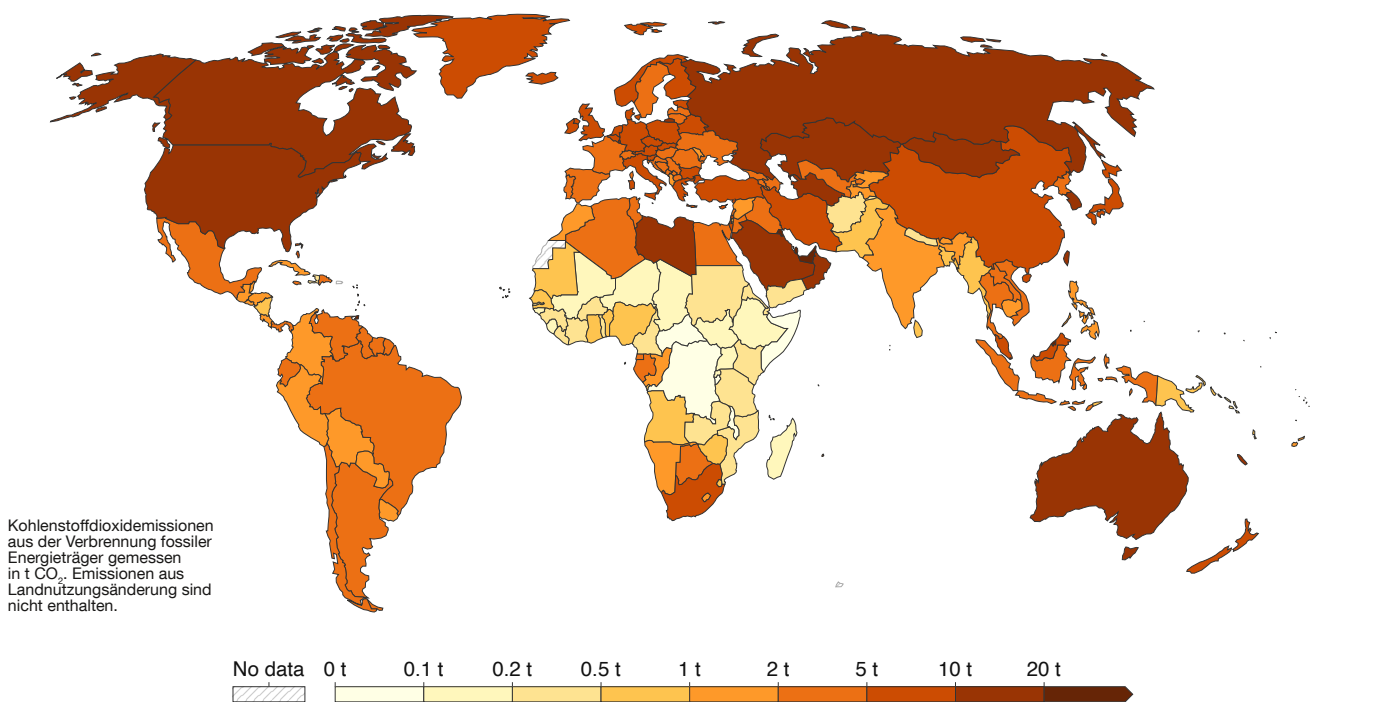 Kohlenstoffdioxidemissionen
aus der Verbrennung fossiler
Energieträger gemessen
in t CO₂. Emissionen aus
Landnutzungsänderung sind
nicht enthalten.
No data 0 t 0.1 t 0.2 t 0.5 t 1 t 2 t 5 t 10 t 20 t